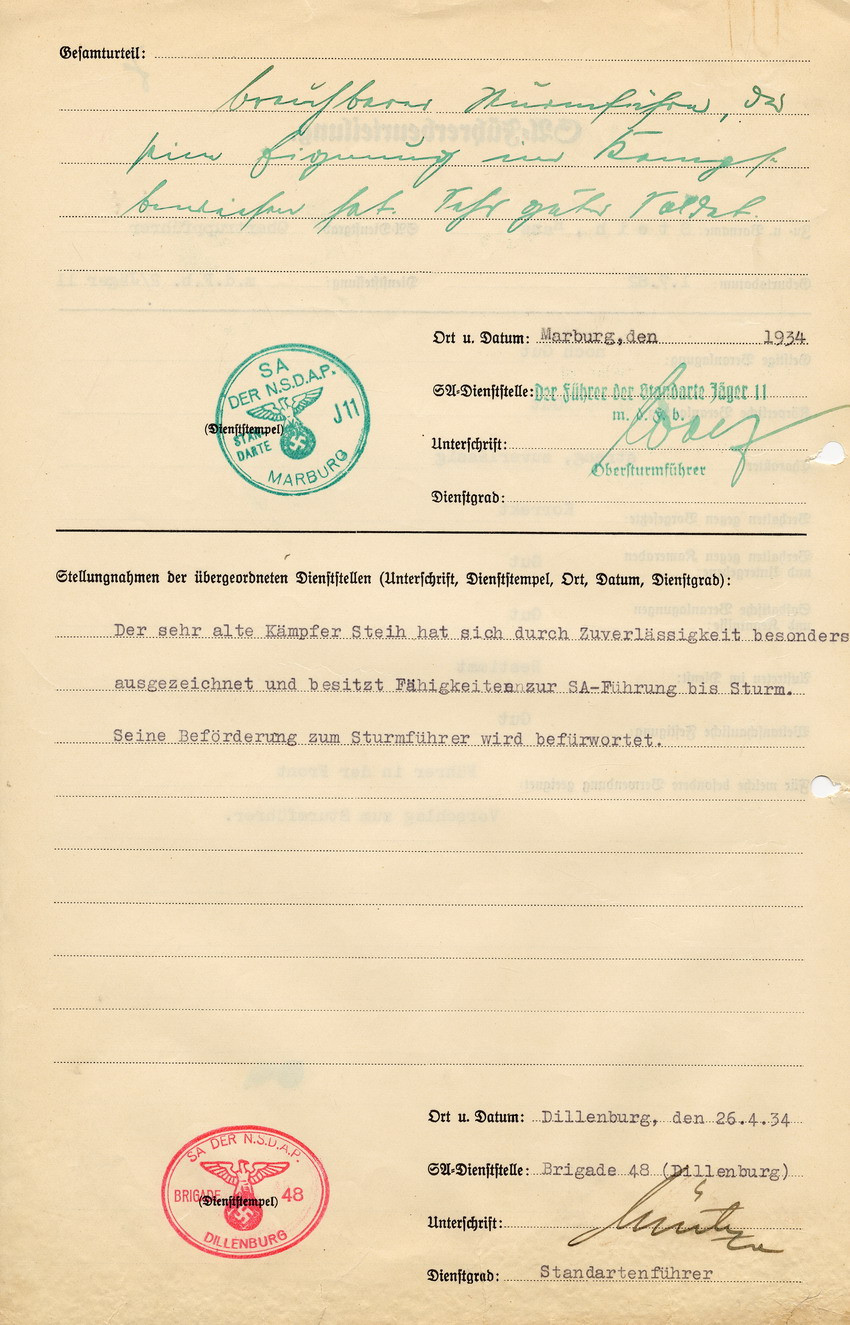 Gesamturteil:
brauchbarer Sturmführer, der
seine Eignung im Kampf
bewiesen hat. Sehr guter Soldat.
Ort u. Datum: Marburg, den 1934
SA DER N.S.D.A.P.
STANDARTE
J 11
MARBURG
(Dienststempel)
SA-Dienststelle: Der Führer der Standarte Jäger 11
m. d. F. b.
Unterschrift:
Obersturmführer
Dienstgrad:
Stellungnahmen der übergeordneten Dienststellen (Unterschrift, Dienststempel, Ort, Datum, Dienstgrad):
Der sehr alte Kämpfer Steih hat sich durch Zuverlässigkeit besonders
ausgezeichnet und besitzt Fähigkeiten zur SA-Führung bis Sturm.
Seine Beförderung zum Sturmführer wird befürwortet.
Ort u. Datum: Dillenburg, den 26.4.34
SA DER N.S.D.A.P.
BRIGADE 48
DILLENBURG
(Dienststempel)
SA-Dienststelle: Brigade 48 (Dillenburg)
Unterschrift:
Dienstgrad: Standartenführer